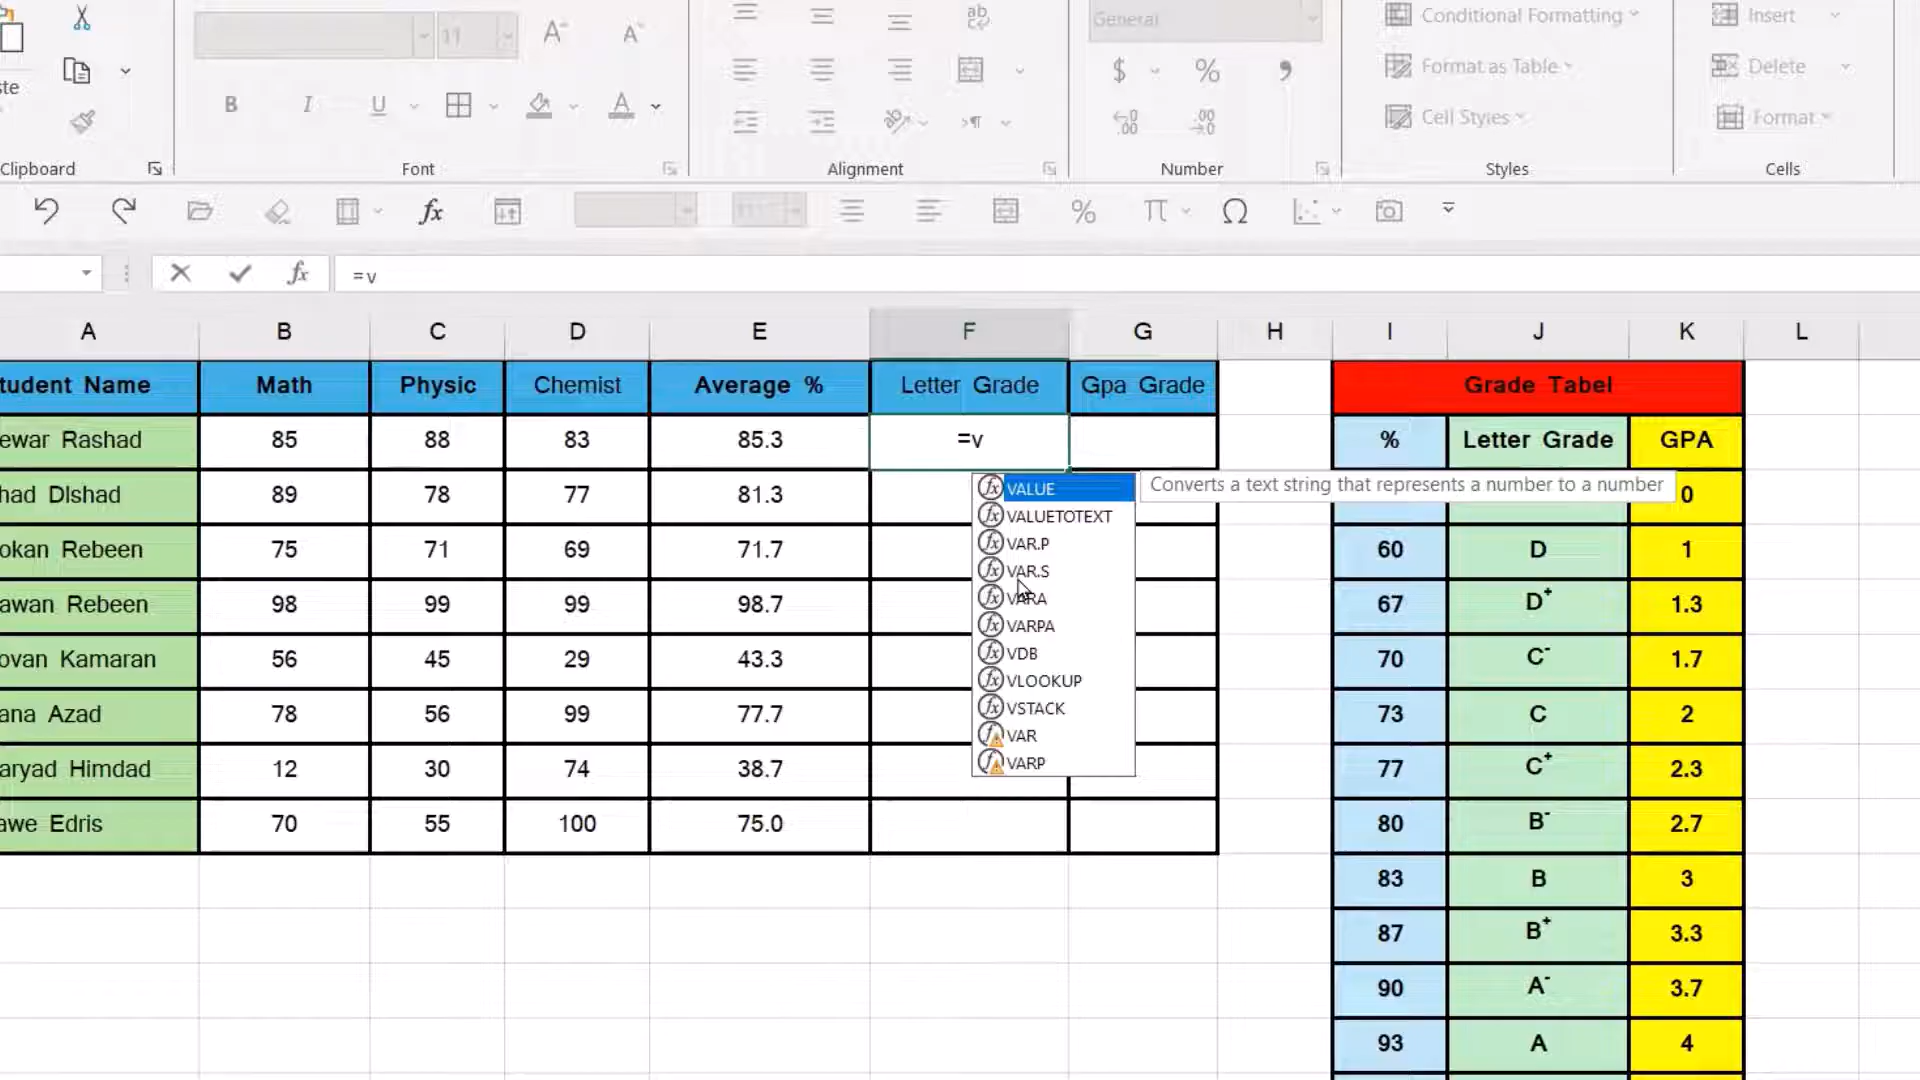 11
General
Conditional Formatting
Insert
Format as Table
Delete
Cell Styles
Format
Clipboard
Font
Alignment
Number
Styles
Cells
=v
A B C D E F G H I J K L
tudent Name Math Physic Chemist Average % Letter Grade Gpa Grade Grade Tabel
ewar Rashad 85 88 83 85.3 =v % Letter Grade GPA
had Dlshad 89 78 77 81.3 VALUE Converts a text string that represents a number to a number 0
VALUETOTEXT
okan Rebeen 75 71 69 71.7 VAR.P 60 D 1
VAR.S
awan Rebeen 98 99 99 98.7 VARA 67 D+ 1.3
VARPA
ovan Kamaran 56 45 29 43.3 VDB 70 C- 1.7
VLOOKUP
ana Azad 78 56 99 77.7 VSTACK 73 C 2
VAR
aryad Himdad 12 30 74 38.7 VARP 77 C+ 2.3
awe Edris 70 55 100 75.0 80 B- 2.7
83 B 3
87 B+ 3.3
90 A- 3.7
93 A 4